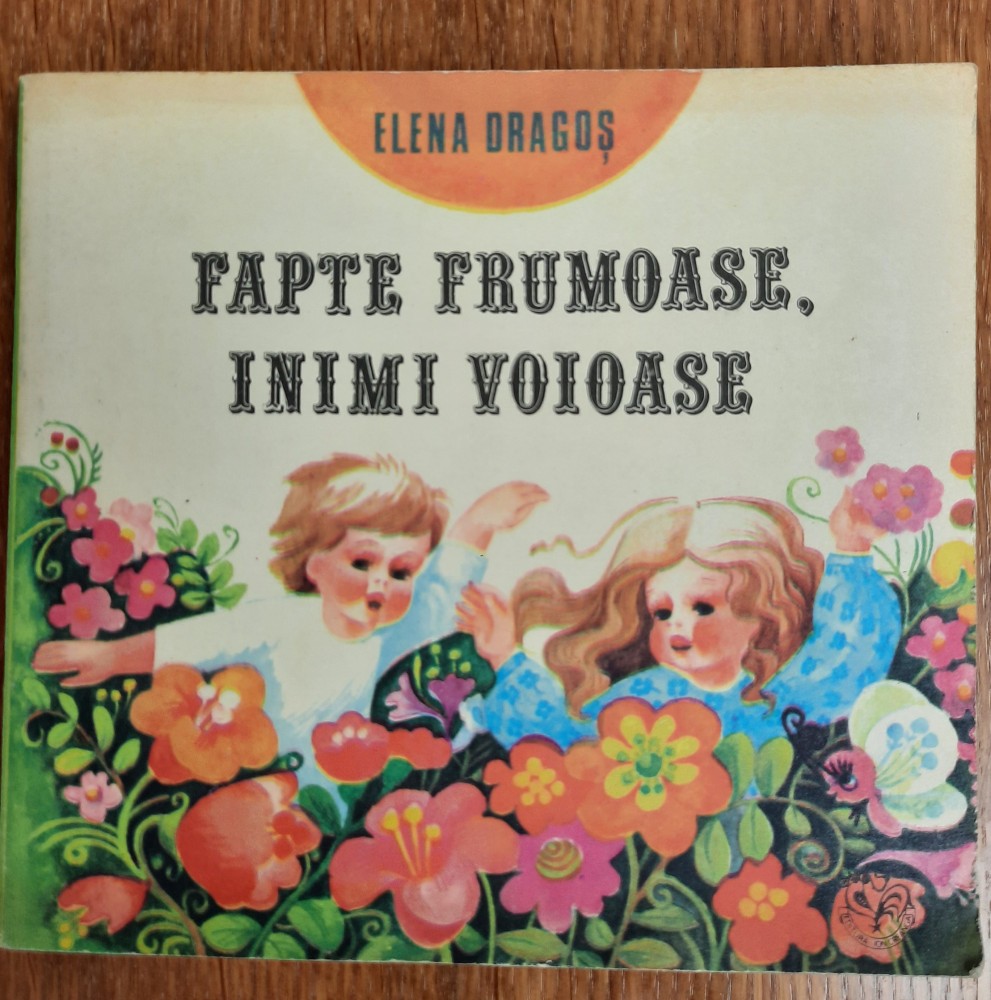 ELENA DRAGOȘ
FAPTE FRUMOASE,
INIMI VOIOASE